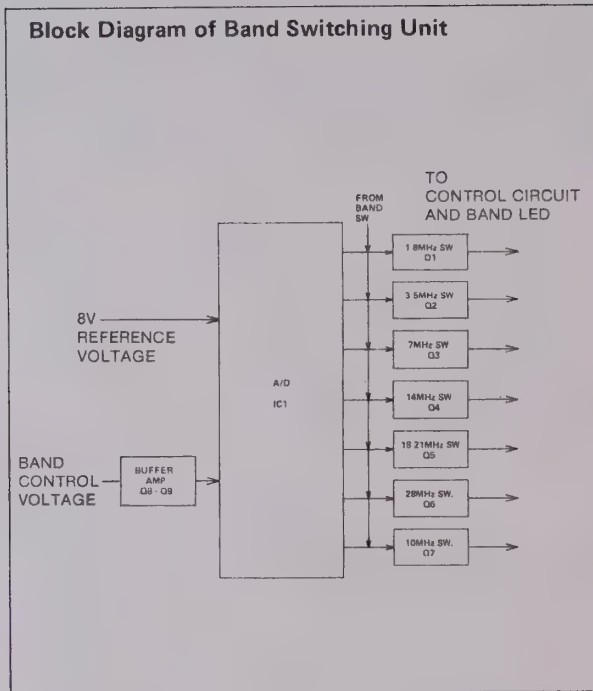 Block Diagram of Band Switching Unit
TO
CONTROL CIRCUIT
AND BAND LED
FROM
BAND
SW
1 8MHz SW
Q1
3 5MHz SW
Q2
7MHz SW
Q3
14MHz SW
Q4
18 21MHz SW
Q5
28MHz SW.
Q6
10MHz SW.
Q7
8V
REFERENCE
VOLTAGE
A/D
IC1
BAND
CONTROL
VOLTAGE
BUFFER
AMP
Q8 - Q9